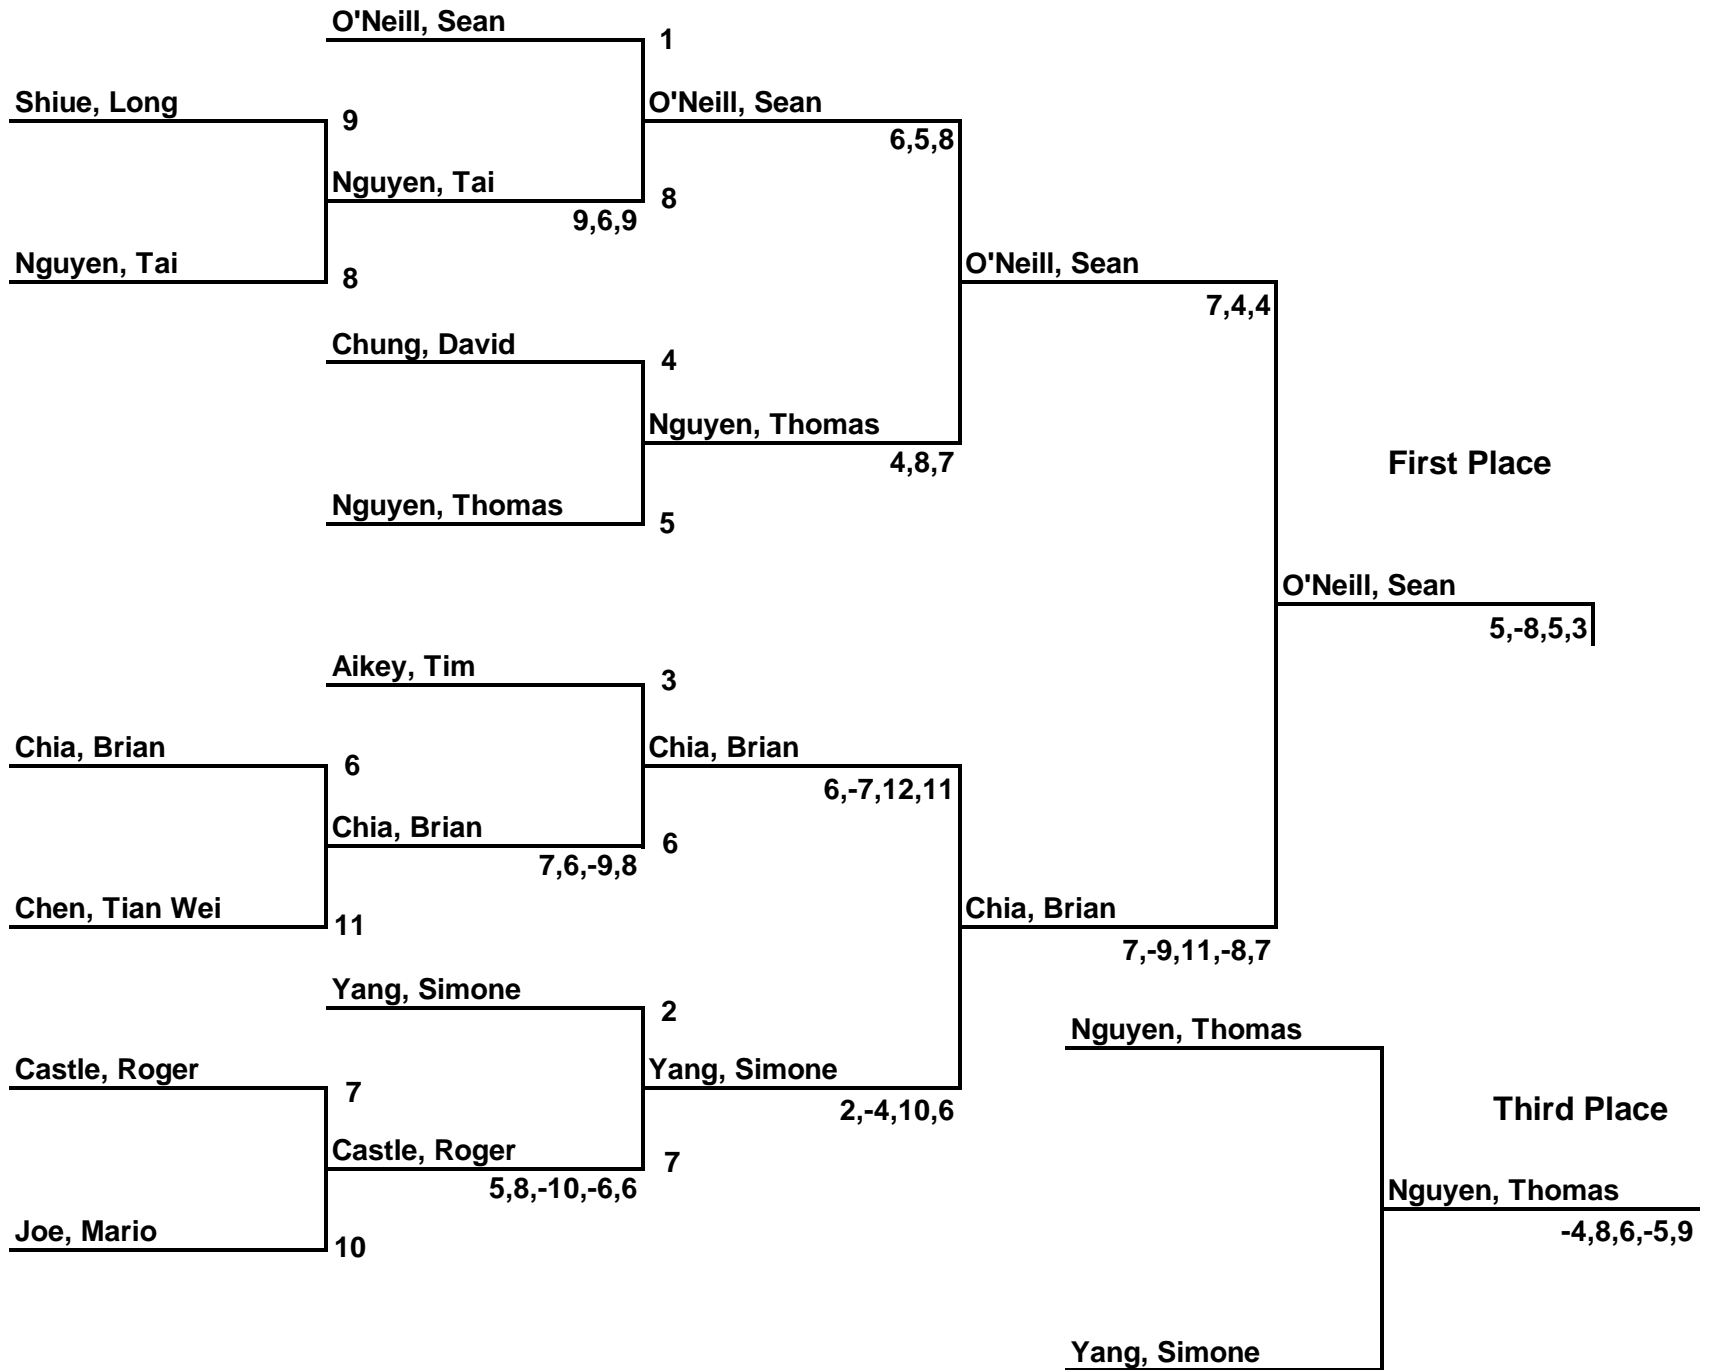 O'Neill, Sean
1
Shiue, Long
9
O'Neill, Sean
6,5,8
Nguyen, Tai
9,6,9
8
Nguyen, Tai
8
O'Neill, Sean
7,4,4
Chung, David
4
Nguyen, Thomas
4,8,7
First Place
Nguyen, Thomas
5
O'Neill, Sean
5,-8,5,3
Aikey, Tim
3
Chia, Brian
6
Chia, Brian
6,-7,12,11
Chia, Brian
7,6,-9,8
6
Chen, Tian Wei
11
Chia, Brian
7,-9,11,-8,7
Yang, Simone
2
Nguyen, Thomas
Castle, Roger
7
Yang, Simone
2,-4,10,6
Third Place
Castle, Roger
5,8,-10,-6,6
7
Nguyen, Thomas
-4,8,6,-5,9
Joe, Mario
10
Yang, Simone